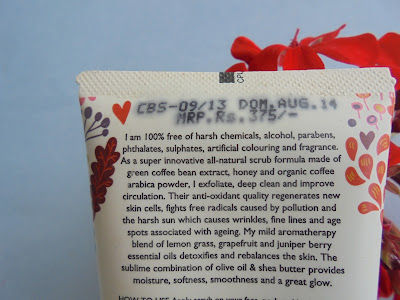 CBS-09/13 DOM.AUG.14
MRP.Rs.375/-
I am 100% free of harsh chemicals, alcohol, parabens,
phthalates, sulphates, artificial colouring and fragrance.
As a super innovative all-natural scrub formula made of
green coffee bean extract, honey and organic coffee
arabica powder, I exfoliate, deep clean and improve
circulation. Their anti-oxidant quality regenerates new
skin cells, fights free radicals caused by pollution and
the harsh sun which causes wrinkles, fine lines and age
spots associated with ageing. My mild aromatherapy
blend of lemon grass, grapefruit and juniper berry
essential oils detoxifies and rebalances the skin. The
sublime combination of olive oil & shea butter provides
moisture, softness, smoothness and a great glow.
HOW TO USE